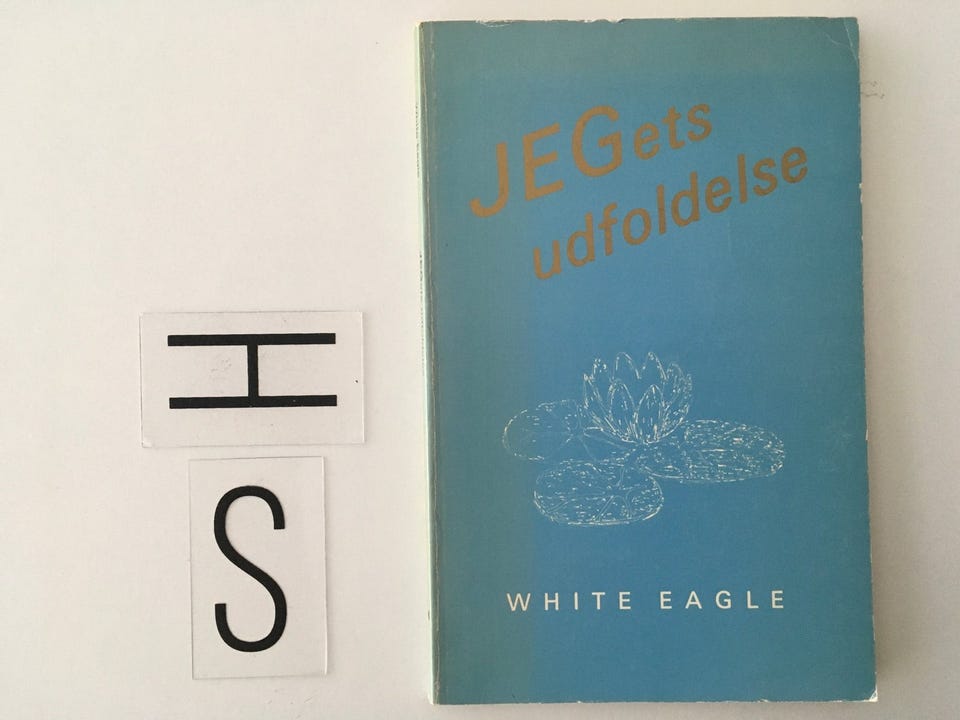 JEGets
udfoldelse
H
S
WHITE EAGLE